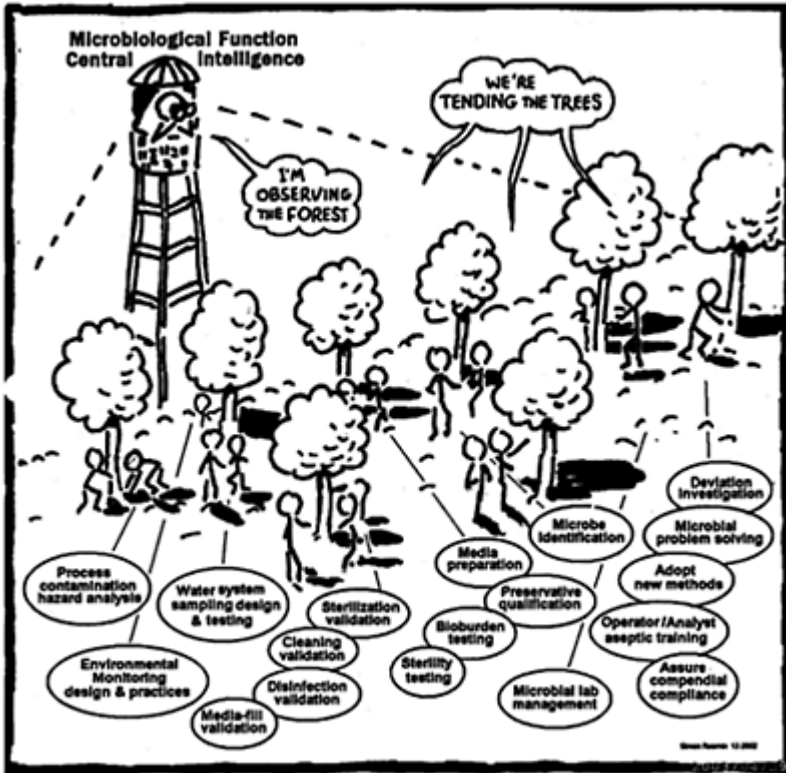 Microbiological Function
Central Intelligence
WE'RE
TENDING THE TREES
I'M
OBSERVING
THE FOREST
Deviation
investigation
Microbe
identification
Microbial
problem solving
Media
preparation
Process
contamination
hazard analysis
Water system
sampling design
& testing
Sterilization
validation
Preservative
qualification
Adopt
new methods
Cleaning
validation
Bioburden
testing
Operator/Analyst
aseptic training
Environmental
Monitoring
design & practices
Sterility
testing
Disinfection
validation
Microbial lab
management
Assure
compendial
compliance
Media-fill
validation
12-2002